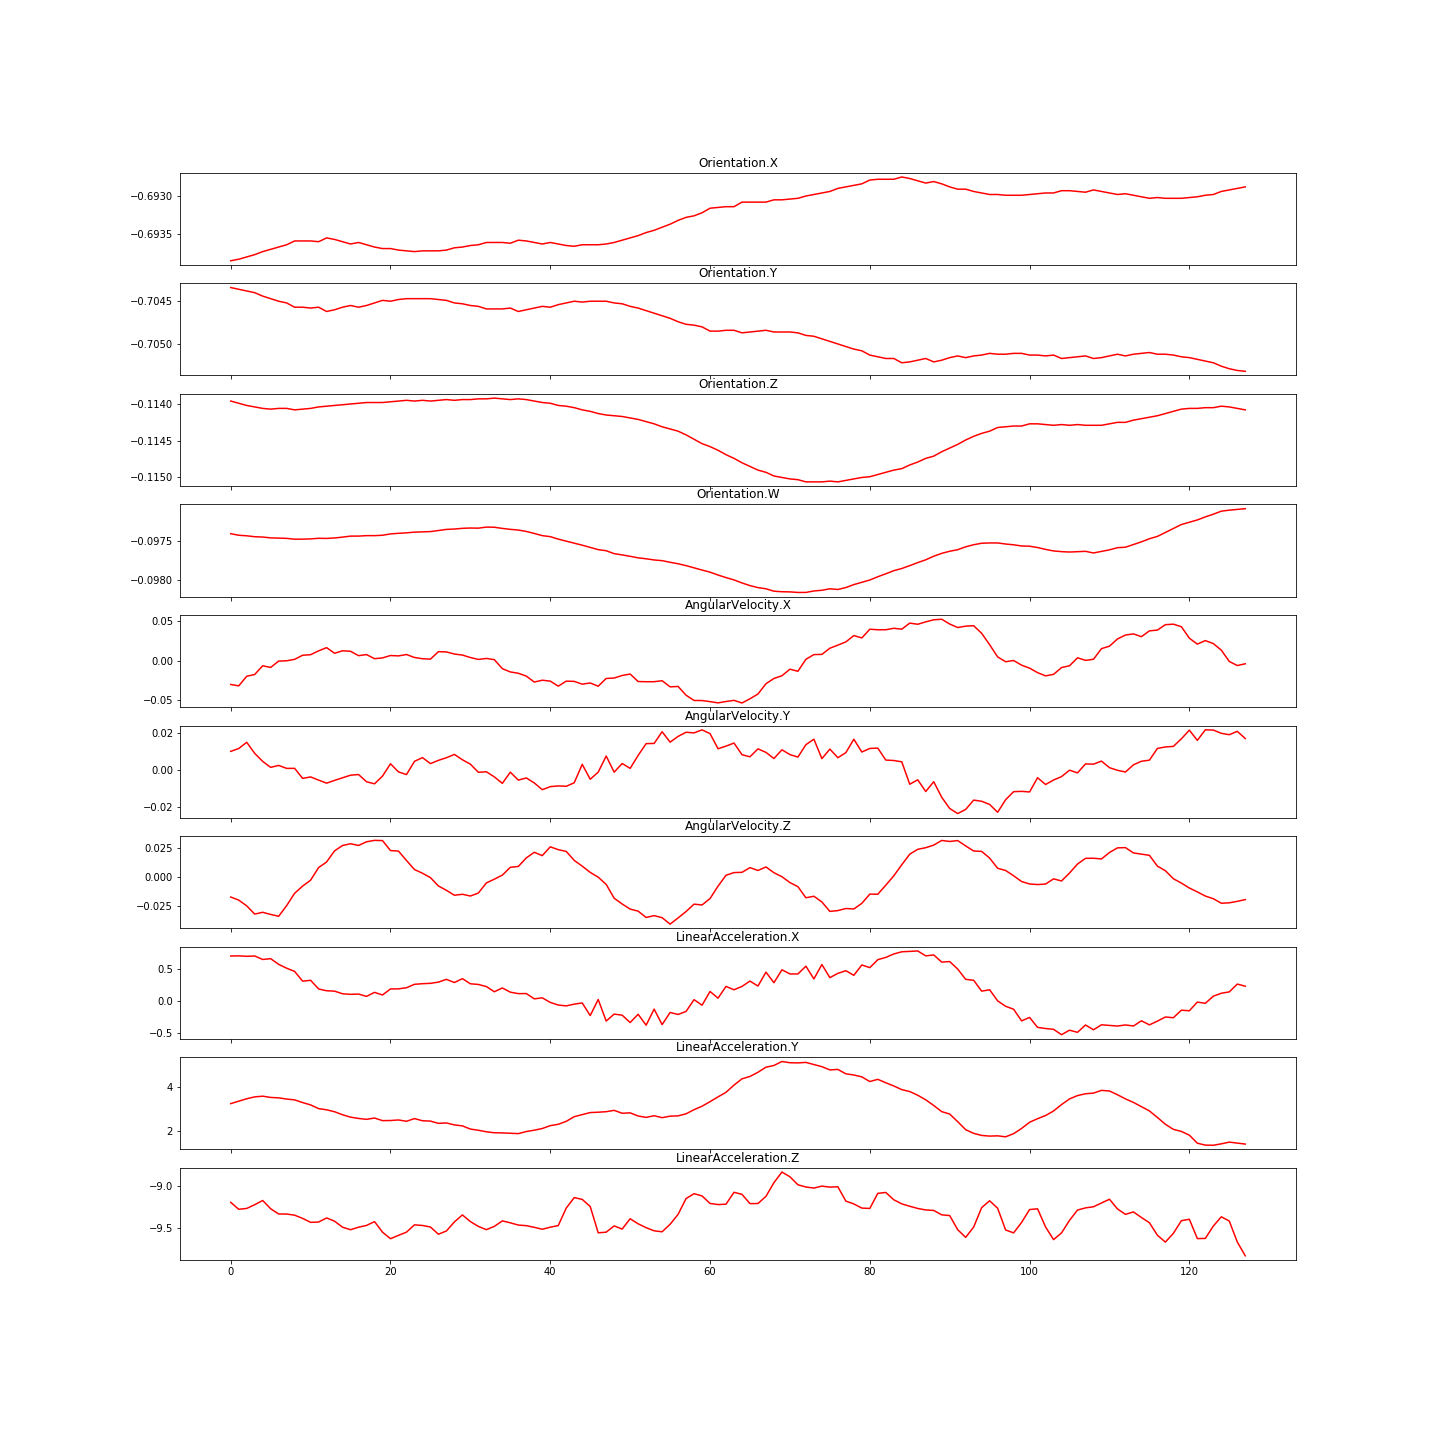 Orientation.X
−0.6930
−0.6935
Orientation.Y
−0.7045
−0.7050
Orientation.Z
−0.1140
−0.1145
−0.1150
Orientation.W
−0.0975
−0.0980
AngularVelocity.X
0.05
0.00
−0.05
AngularVelocity.Y
0.02
0.00
−0.02
AngularVelocity.Z
0.025
0.000
−0.025
LinearAcceleration.X
0.5
0.0
−0.5
LinearAcceleration.Y
4
2
LinearAcceleration.Z
−9.0
−9.5
0 20 40 60 80 100 120